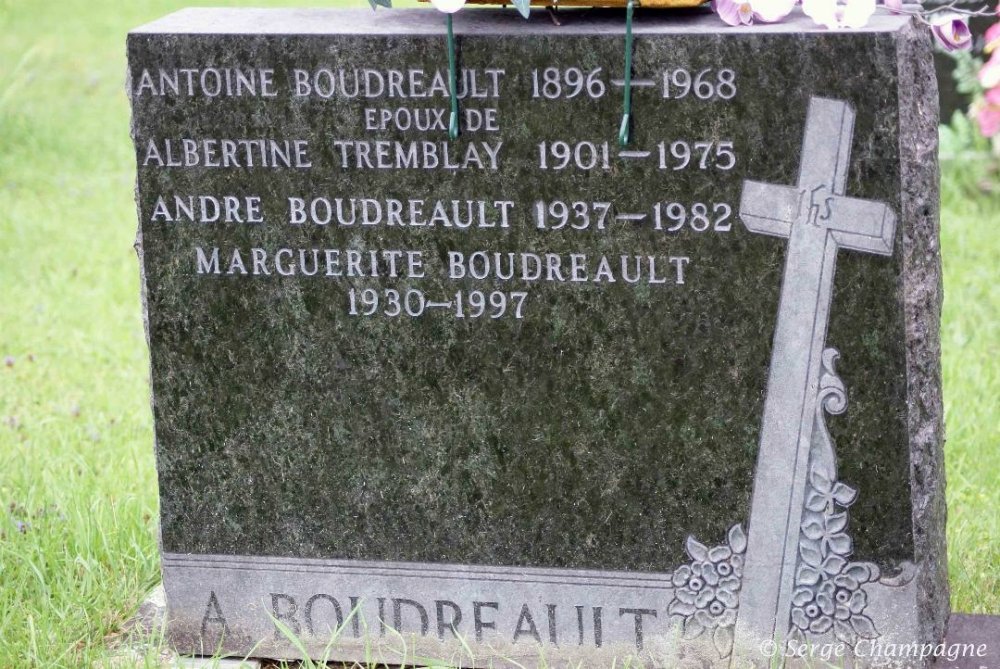 ANTOINE BOUDREAULT 1896—1968
EPOUX DE
ALBERTINE TREMBLAY 1901—1975
ANDRE BOUDREAULT 1937—1982
MARGUERITE BOUDREAULT
1930—1997
Ihs
A. BOUDREAULT
© Serge Champagne